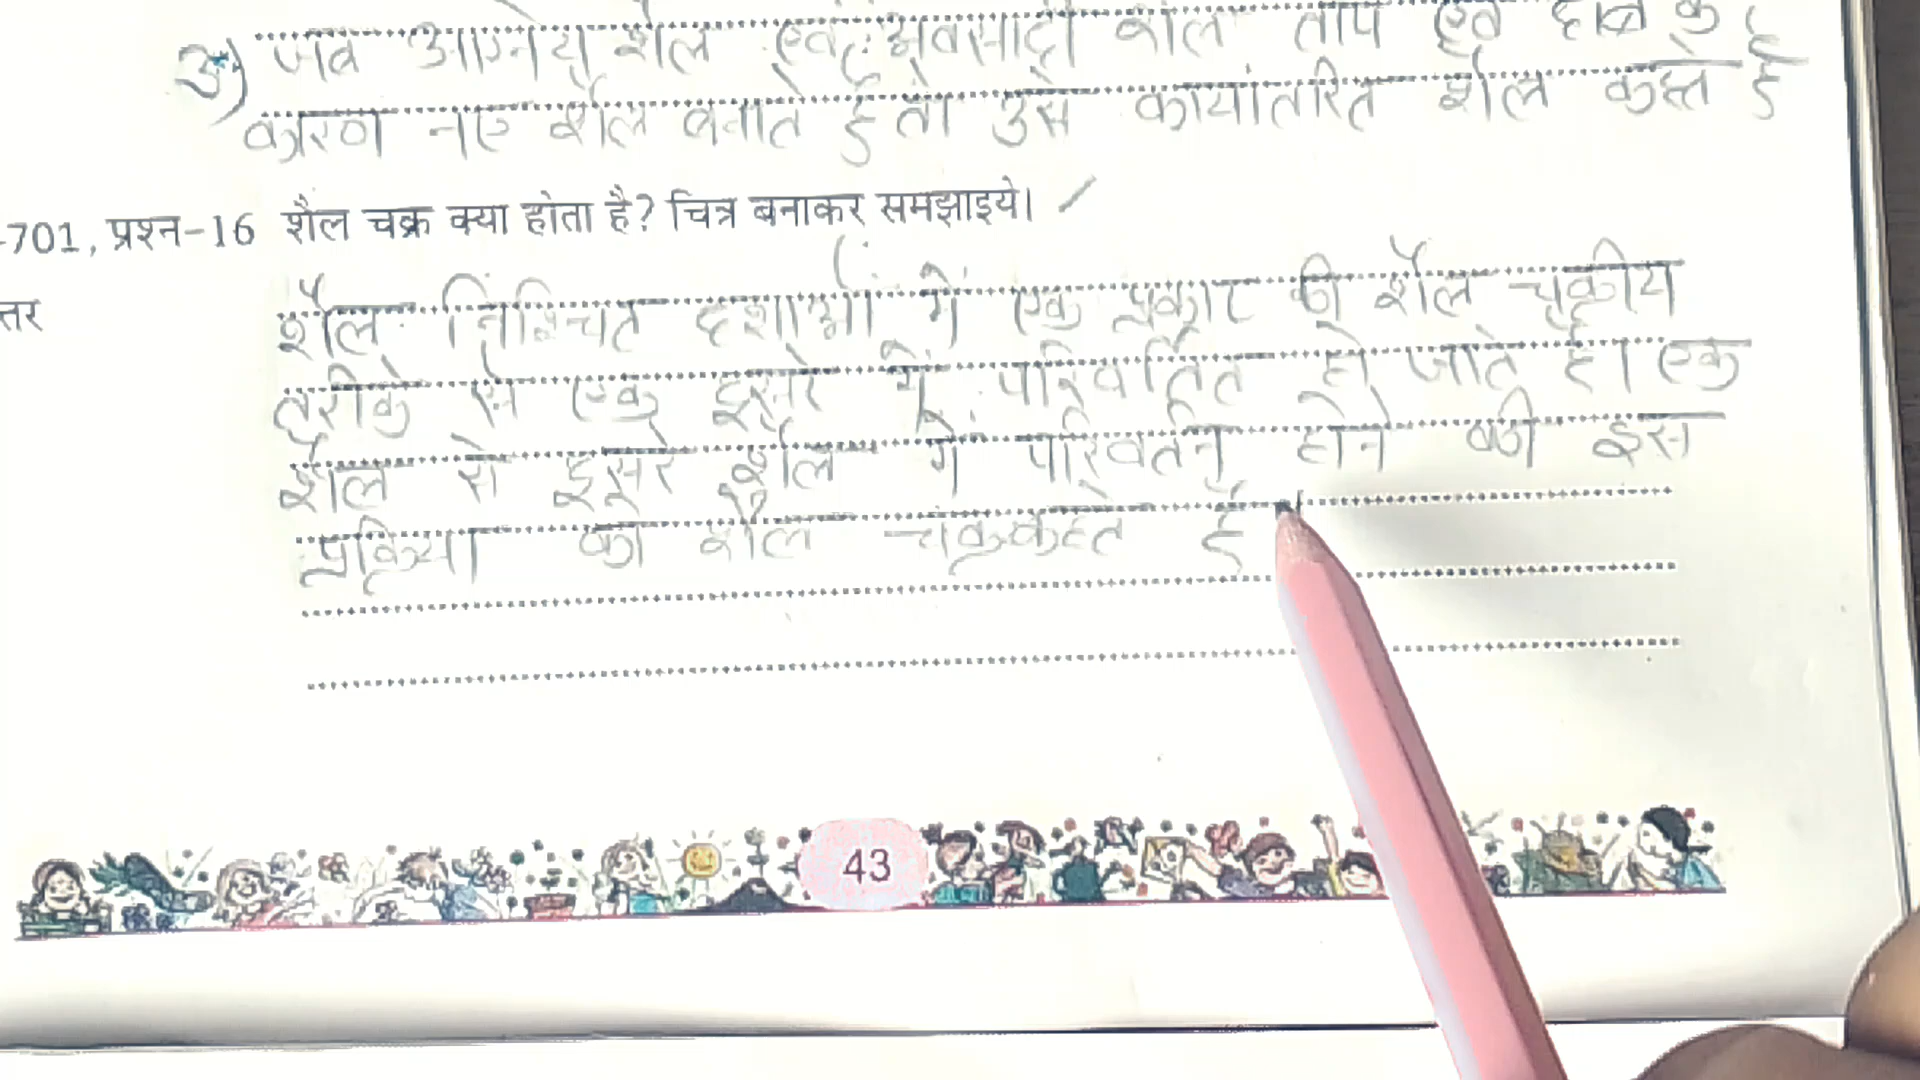 3) जब आग्नेय शैल एवं अवसादी शैल ताप एवं दाब के
कारण नए शैल बनाते है तो उसे कायांतरित शैल कहते है
-701, प्रश्न-16 शैल चक्र क्या होता है? चित्र बनाकर समझाइये।
त्तर
शैल निश्चित दशाओं में एक प्रकार की शैल चक्रीय
तरीके से एक दूसरे में परिवर्तित हो जाते है। एक
शैल से दूसरे शैल में परिवर्तन होने की इस
प्रक्रिया को शैल चक्र कहते है
43